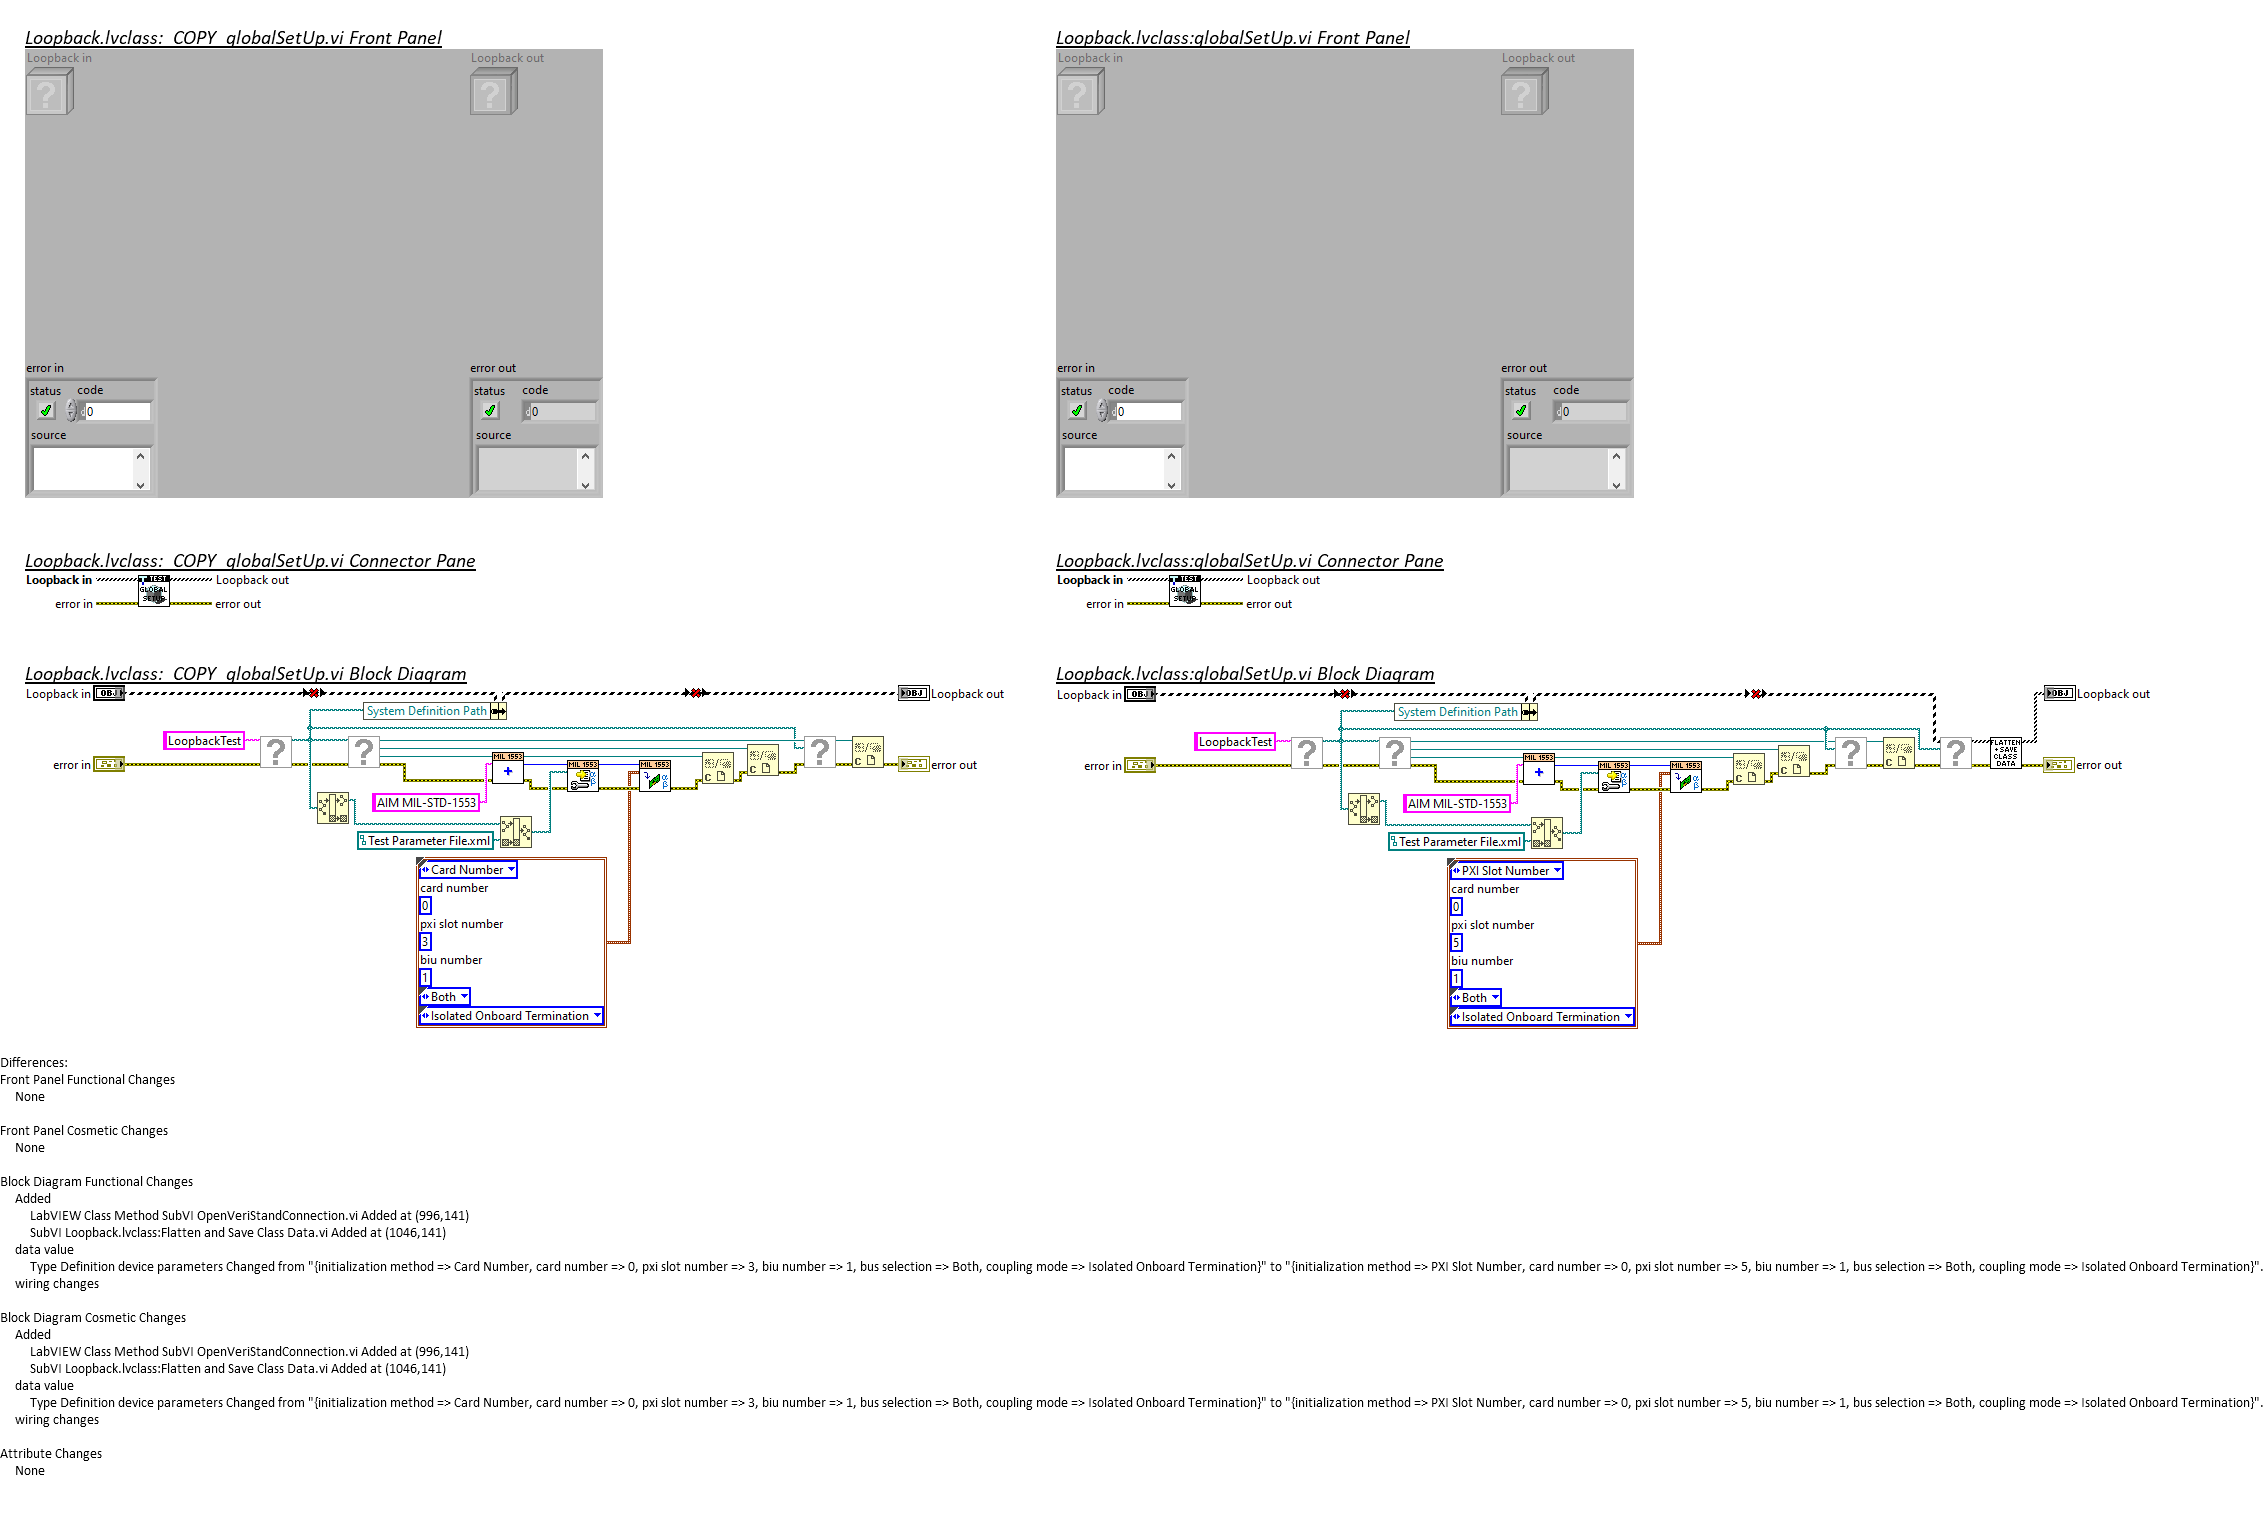 Loopback.lvclass:  COPY  globalSetUp.vi Front Panel
Loopback in
Loopback out
?
?
error in
error out
status
code
status
code
0
0
source
source
Loopback.lvclass:globalSetUp.vi Front Panel
Loopback in
Loopback out
?
?
error in
error out
status
code
status
code
0
0
source
source
Loopback.lvclass:  COPY  globalSetUp.vi Connector Pane
Loopback in
Loopback out
TEST
GLOBAL
SETUP
error in
error out
Loopback.lvclass:globalSetUp.vi Connector Pane
Loopback in
Loopback out
TEST
GLOBAL
SETUP
error in
error out
Loopback.lvclass:  COPY  globalSetUp.vi Block Diagram
Loopback in
OBJ
OBJ
Loopback out
System Definition Path
LoopbackTest
?
?
?
error in
error out
MIL 1553
MIL 1553
MIL 1553
C
C
C
AIM MIL-STD-1553
Test Parameter File.xml
Card Number
card number
0
pxi slot number
3
biu number
1
Both
Isolated Onboard Termination
Loopback.lvclass:globalSetUp.vi Block Diagram
Loopback in
OBJ
OBJ
Loopback out
System Definition Path
LoopbackTest
?
?
?
?
FLATTEN
+ SAVE
CLASS
DATA
error in
error out
MIL 1553
MIL 1553
MIL 1553
C
C
C
AIM MIL-STD-1553
Test Parameter File.xml
PXI Slot Number
card number
0
pxi slot number
5
biu number
1
Both
Isolated Onboard Termination
Differences:
Front Panel Functional Changes
None
Front Panel Cosmetic Changes
None
Block Diagram Functional Changes
Added
LabVIEW Class Method SubVI OpenVeriStandConnection.vi Added at (996,141)
SubVI Loopback.lvclass:Flatten and Save Class Data.vi Added at (1046,141)
data value
Type Definition device parameters Changed from "{initialization method => Card Number, card number => 0, pxi slot number => 3, biu number => 1, bus selection => Both, coupling mode => Isolated Onboard Termination}" to "{initialization method => PXI Slot Number, card number => 0, pxi slot number => 5, biu number => 1, bus selection => Both, coupling mode => Isolated Onboard Termination}".
wiring changes
Block Diagram Cosmetic Changes
Added
LabVIEW Class Method SubVI OpenVeriStandConnection.vi Added at (996,141)
SubVI Loopback.lvclass:Flatten and Save Class Data.vi Added at (1046,141)
data value
Type Definition device parameters Changed from "{initialization method => Card Number, card number => 0, pxi slot number => 3, biu number => 1, bus selection => Both, coupling mode => Isolated Onboard Termination}" to "{initialization method => PXI Slot Number, card number => 0, pxi slot number => 5, biu number => 1, bus selection => Both, coupling mode => Isolated Onboard Termination}".
wiring changes
Attribute Changes
None